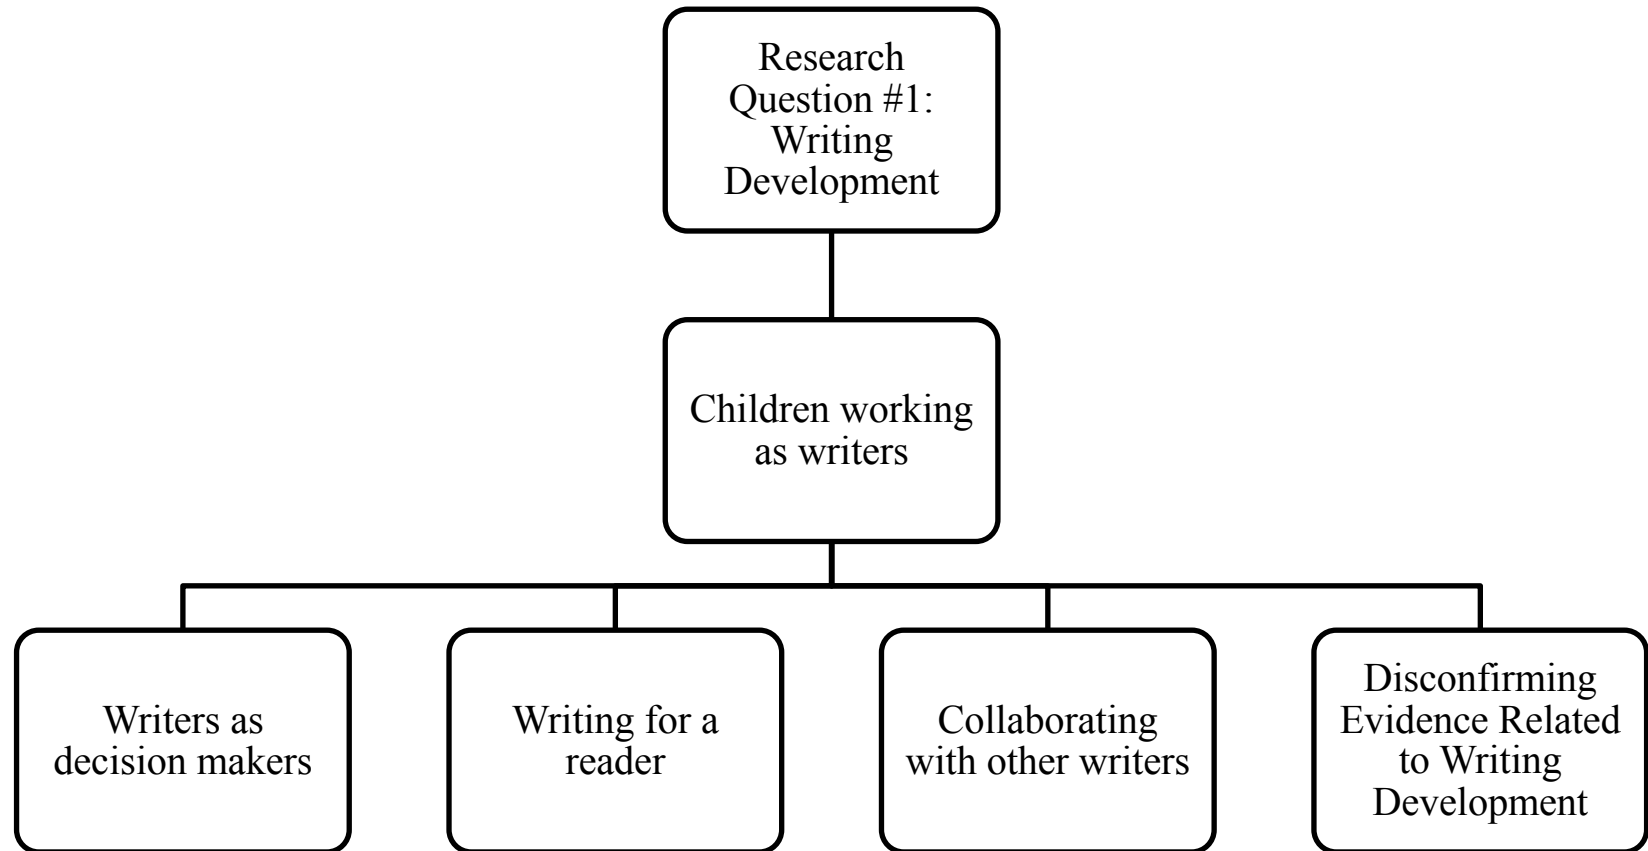 Research
Question #1:
Writing
Development
Children working
as writers
Writers as
decision makers
Writing for a
reader
Collaborating
with other writers
Disconfirming
Evidence Related
to Writing
Development